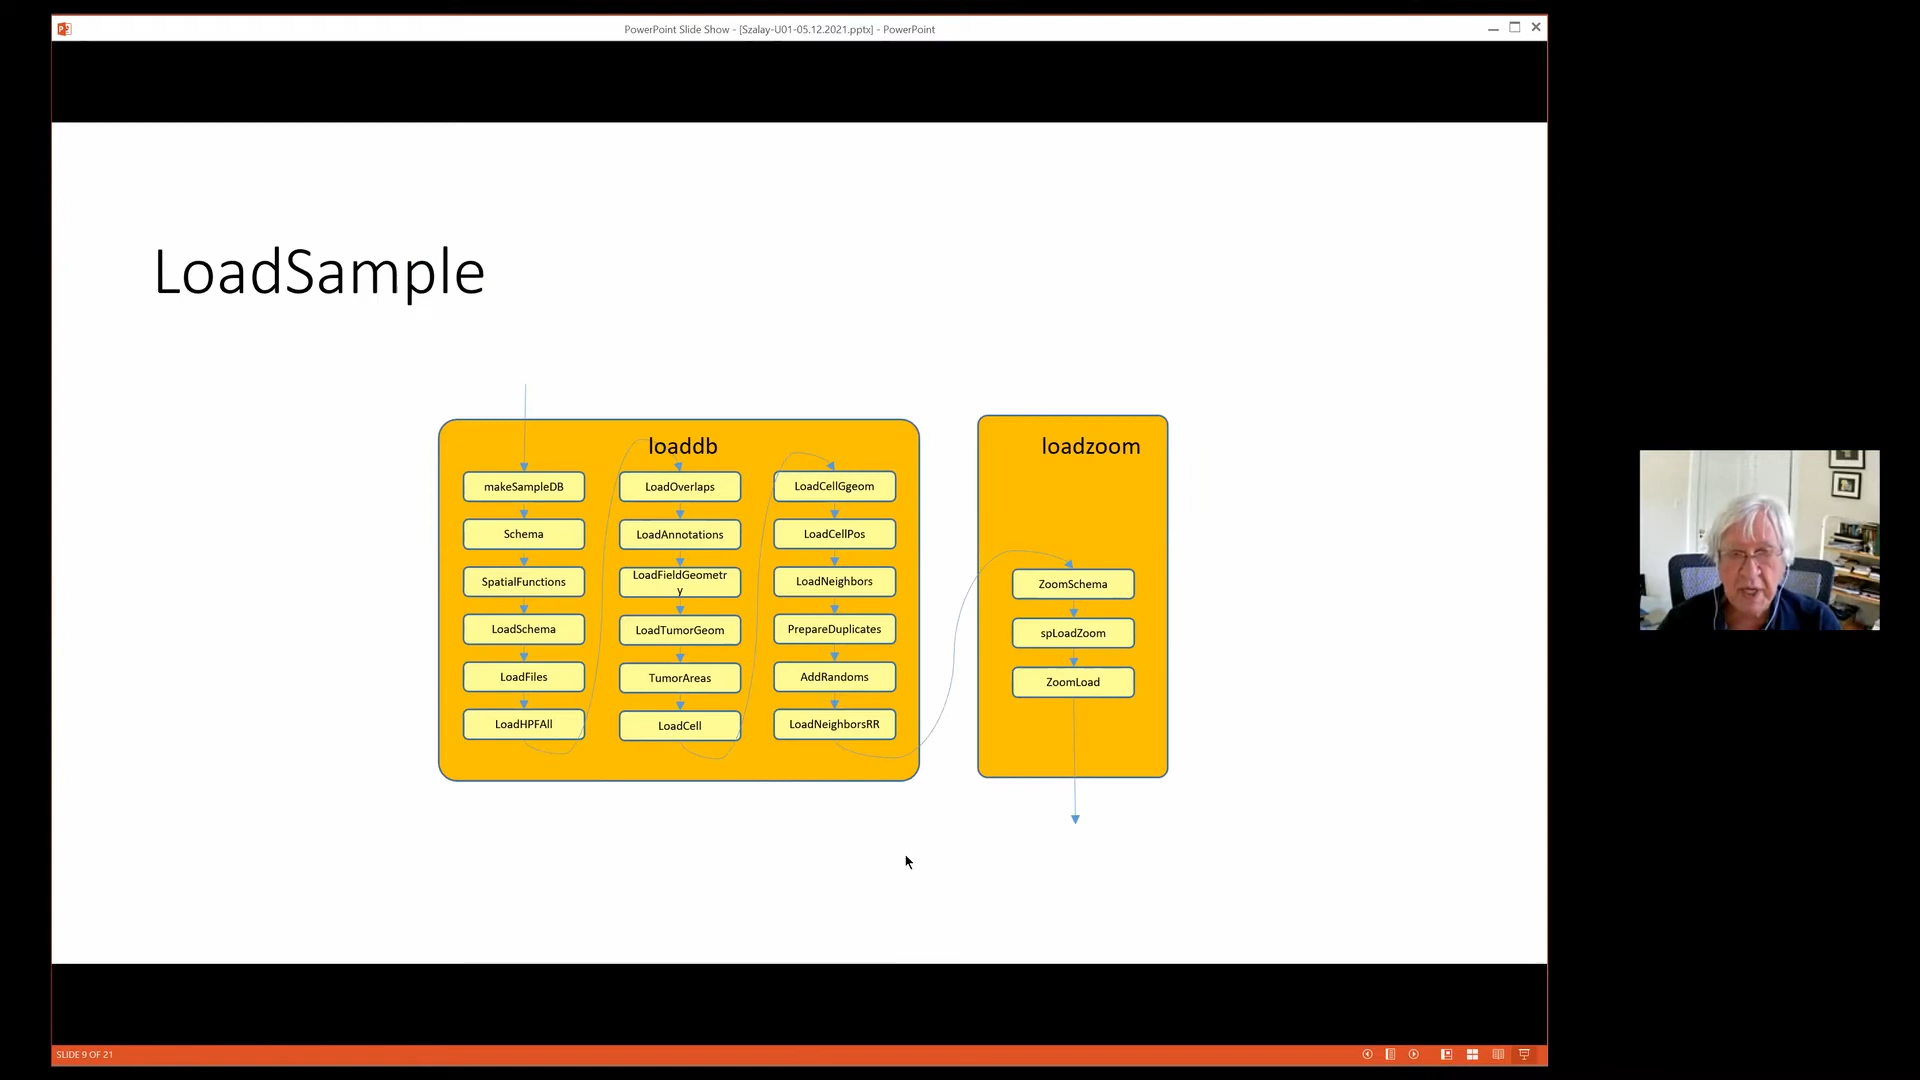 PowerPoint Slide Show - [Szalay-U01-05.12.2021.pptx] - PowerPoint
LoadSample
loaddb
makeSampleDB
Schema
SpatialFunctions
LoadSchema
LoadFiles
LoadHPFAll
LoadOverlaps
LoadAnnotations
LoadFieldGeometr
y
LoadTumorGeom
TumorAreas
LoadCell
LoadCellGgeom
LoadCellPos
LoadNeighbors
PrepareDuplicates
AddRandoms
LoadNeighborsRR
loadzoom
ZoomSchema
spLoadZoom
ZoomLoad
SLIDE 9 OF 21